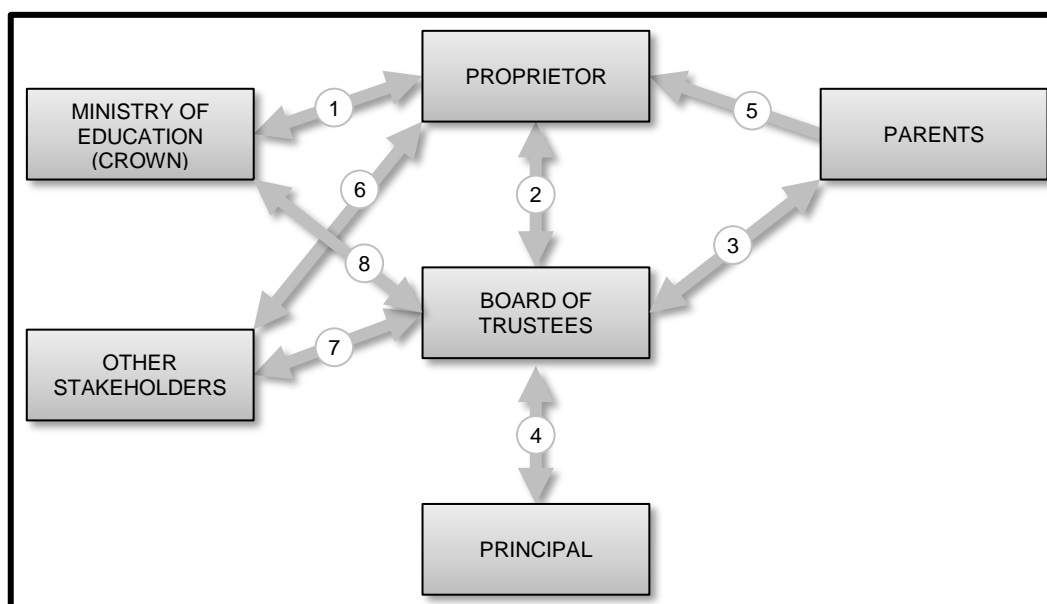 PROPRIETOR
MINISTRY OF
EDUCATION
(CROWN)
1
5
PARENTS
6
2
3
8
BOARD OF
TRUSTEES
7
OTHER
STAKEHOLDERS
4
PRINCIPAL